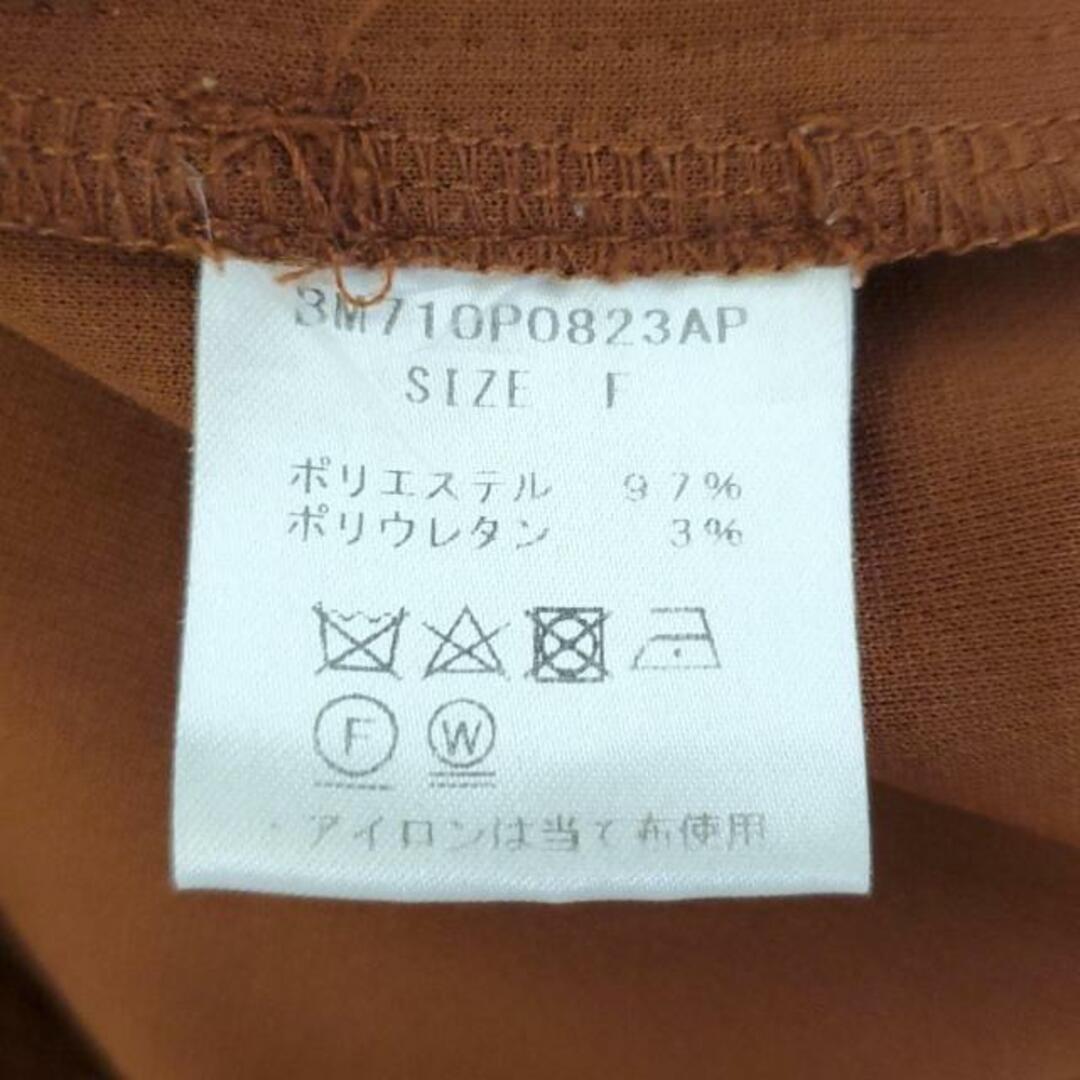 BM710P0823AP
SIZE F
ポリエステル 97%
ポリウレタン 3%
F W
・アイロンは当て布使用